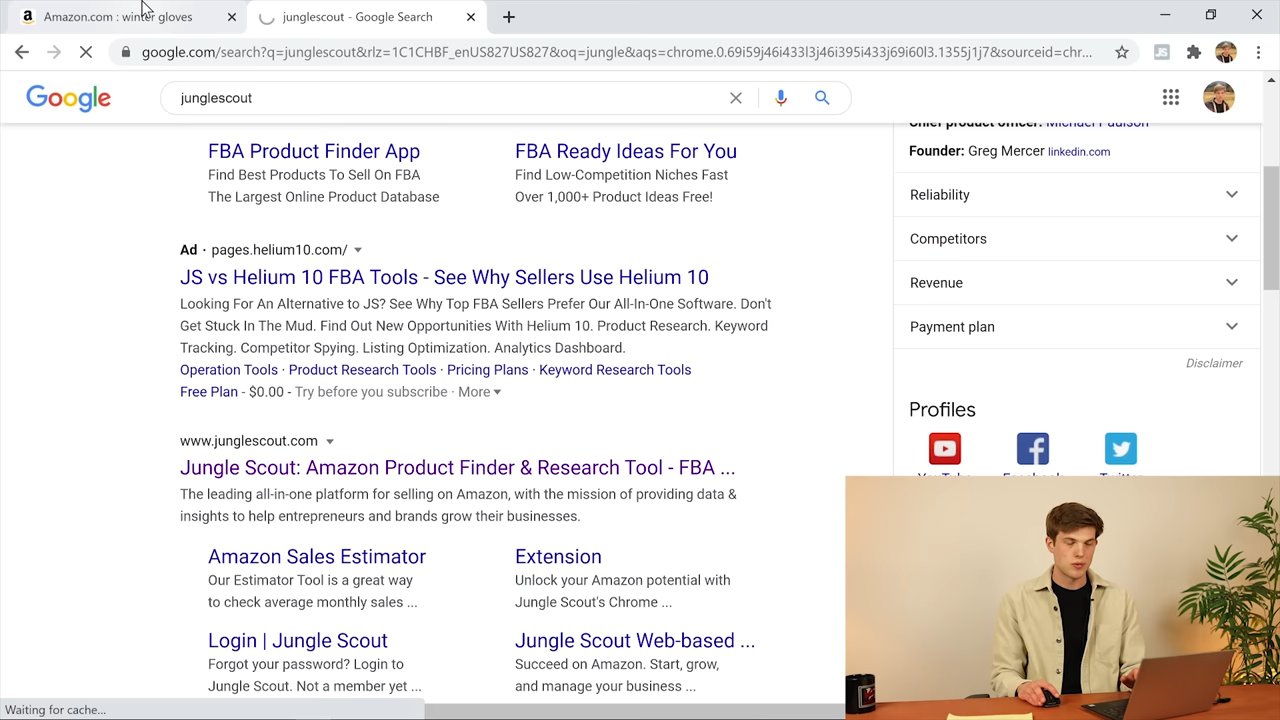 Amazon.com : winter gloves
junglescout - Google Search
google.com/search?q=junglescout&rlz=1C1CHBF_enUS827US827&oq=jungle&aqs=chrome.0.69i59j46i433l3j46i395i433j69i60l3.1355j1j7&sourceid=chr...
JS
Google
junglescout
FBA Product Finder App
Find Best Products To Sell On FBA
The Largest Online Product Database
FBA Ready Ideas For You
Find Low-Competition Niches Fast
Over 1,000+ Product Ideas Free!
Ad · pages.helium10.com/
JS vs Helium 10 FBA Tools - See Why Sellers Use Helium 10
Looking For An Alternative to JS? See Why Top FBA Sellers Prefer Our All-In-One Software. Don't
Get Stuck In The Mud. Find Out New Opportunities With Helium 10. Product Research. Keyword
Tracking. Competitor Spying. Listing Optimization. Analytics Dashboard.
Operation Tools · Product Research Tools · Pricing Plans · Keyword Research Tools
Free Plan - $0.00 - Try before you subscribe · More
www.junglescout.com
Jungle Scout: Amazon Product Finder & Research Tool - FBA ...
The leading all-in-one platform for selling on Amazon, with the mission of providing data &
insights to help entrepreneurs and brands grow their businesses.
Amazon Sales Estimator
Our Estimator Tool is a great way
to check average monthly sales ...
Extension
Unlock your Amazon potential with
Jungle Scout's Chrome ...
Login | Jungle Scout
Forgot your password? Login to
Jungle Scout. Not a member yet ...
Jungle Scout Web-based ...
Succeed on Amazon. Start, grow,
and manage your business ...
Chief product officer: Michael Paulson
Founder: Greg Mercer linkedin.com
Reliability
Competitors
Revenue
Payment plan
Disclaimer
Profiles
YouTube
Facebook
Twitter
Waiting for cache...